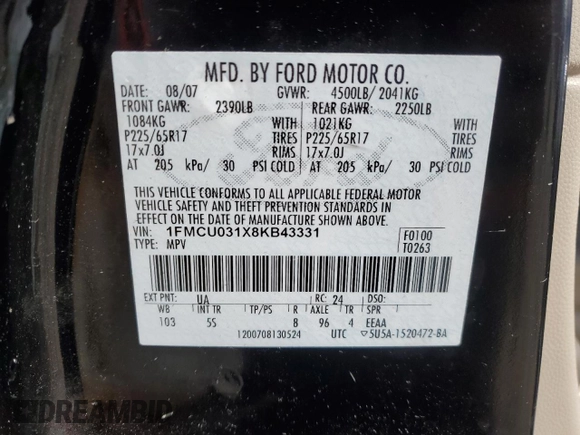 MFD. BY FORD MOTOR CO.
DATE: 08/07 GVWR: 4500LB/ 2041KG
FRONT GAWR: 2390LB REAR GAWR: 2250LB
1084KG WITH 1021KG WITH
P225/65R17 TIRES P225/65R17 TIRES
17x7.0J RIMS 17x7.0J RIMS
AT 205 kPa/ 30 PSI COLD AT 205 kPa/ 30 PSI COLD
THIS VEHICLE CONFORMS TO ALL APPLICABLE FEDERAL MOTOR
VEHICLE SAFETY AND THEFT PREVENTION STANDARDS IN
EFFECT ON THE DATE OF MANUFACTURE SHOWN ABOVE.
VIN: 1FMCU031X8KB43331 F0100
TYPE: MPV T0263
EXT PNT: UA RC: 24 DSO:
WB INT TR TP/PS R AXLE TR SPR
103 5S 8 96 4 EEAA
1200708130524 UTC ▽5U5A-1520472-BA
DREAMBID